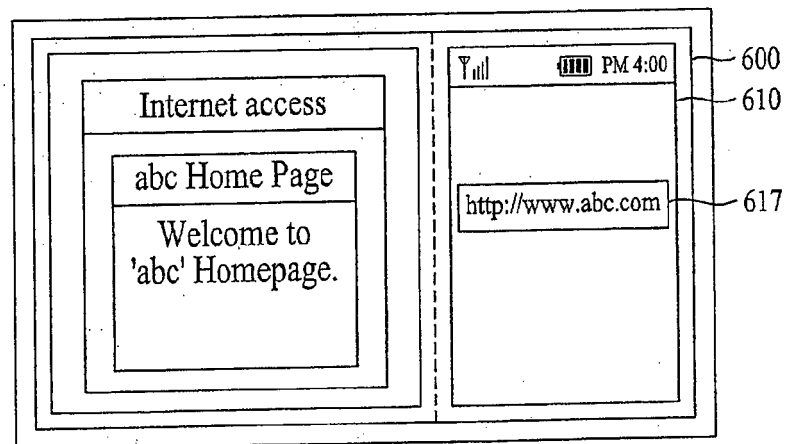 Internet access
abc Home Page
Welcome to
'abc' Homepage.
PM 4:00
http://www.abc.com
600
610
617